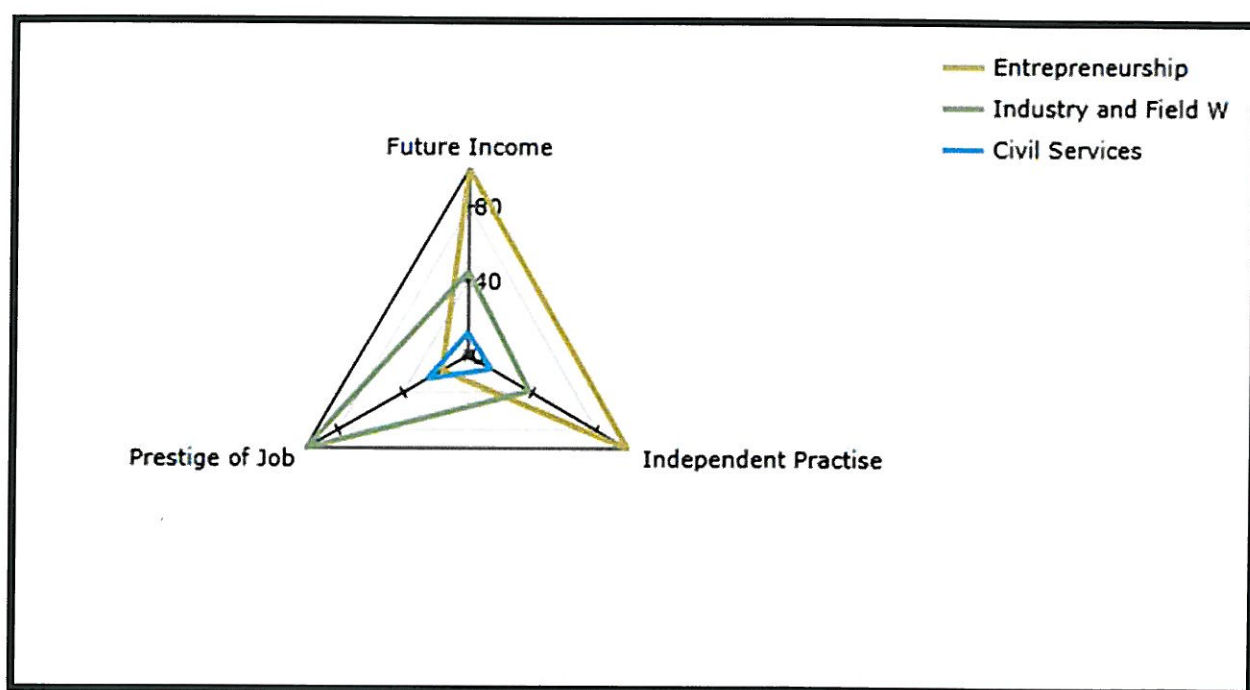 Entrepreneurship
Industry and Field W
Civil Services
Future Income
80
40
Prestige of Job
Independent Practise